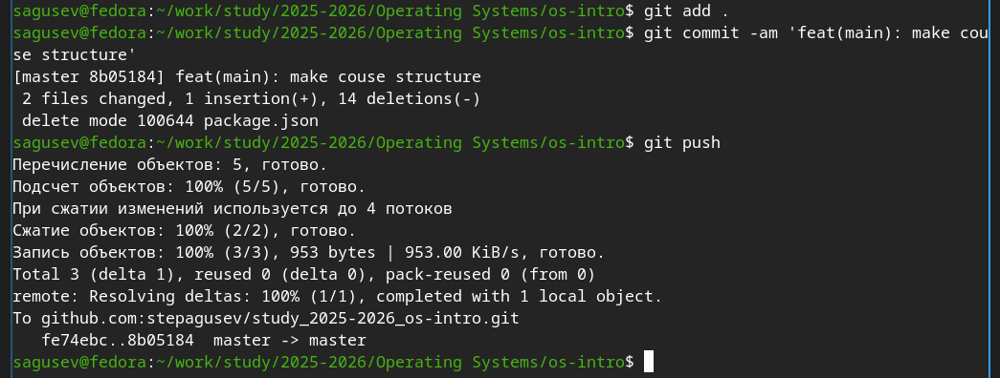 sagusev@fedora:~/work/study/2025-2026/Operating Systems/os-intro$ git add .
sagusev@fedora:~/work/study/2025-2026/Operating Systems/os-intro$ git commit -am 'feat(main): make cou
se structure'
[master 8b05184] feat(main): make couse structure
 2 files changed, 1 insertion(+), 14 deletions(-)
 delete mode 100644 package.json
sagusev@fedora:~/work/study/2025-2026/Operating Systems/os-intro$ git push
Перечисление объектов: 5, готово.
Подсчет объектов: 100% (5/5), готово.
При сжатии изменений используется до 4 потоков
Сжатие объектов: 100% (2/2), готово.
Запись объектов: 100% (3/3), 953 bytes | 953.00 KiB/s, готово.
Total 3 (delta 1), reused 0 (delta 0), pack-reused 0 (from 0)
remote: Resolving deltas: 100% (1/1), completed with 1 local object.
To github.com:stepagusev/study_2025-2026_os-intro.git
   fe74ebc..8b05184  master -> master
sagusev@fedora:~/work/study/2025-2026/Operating Systems/os-intro$